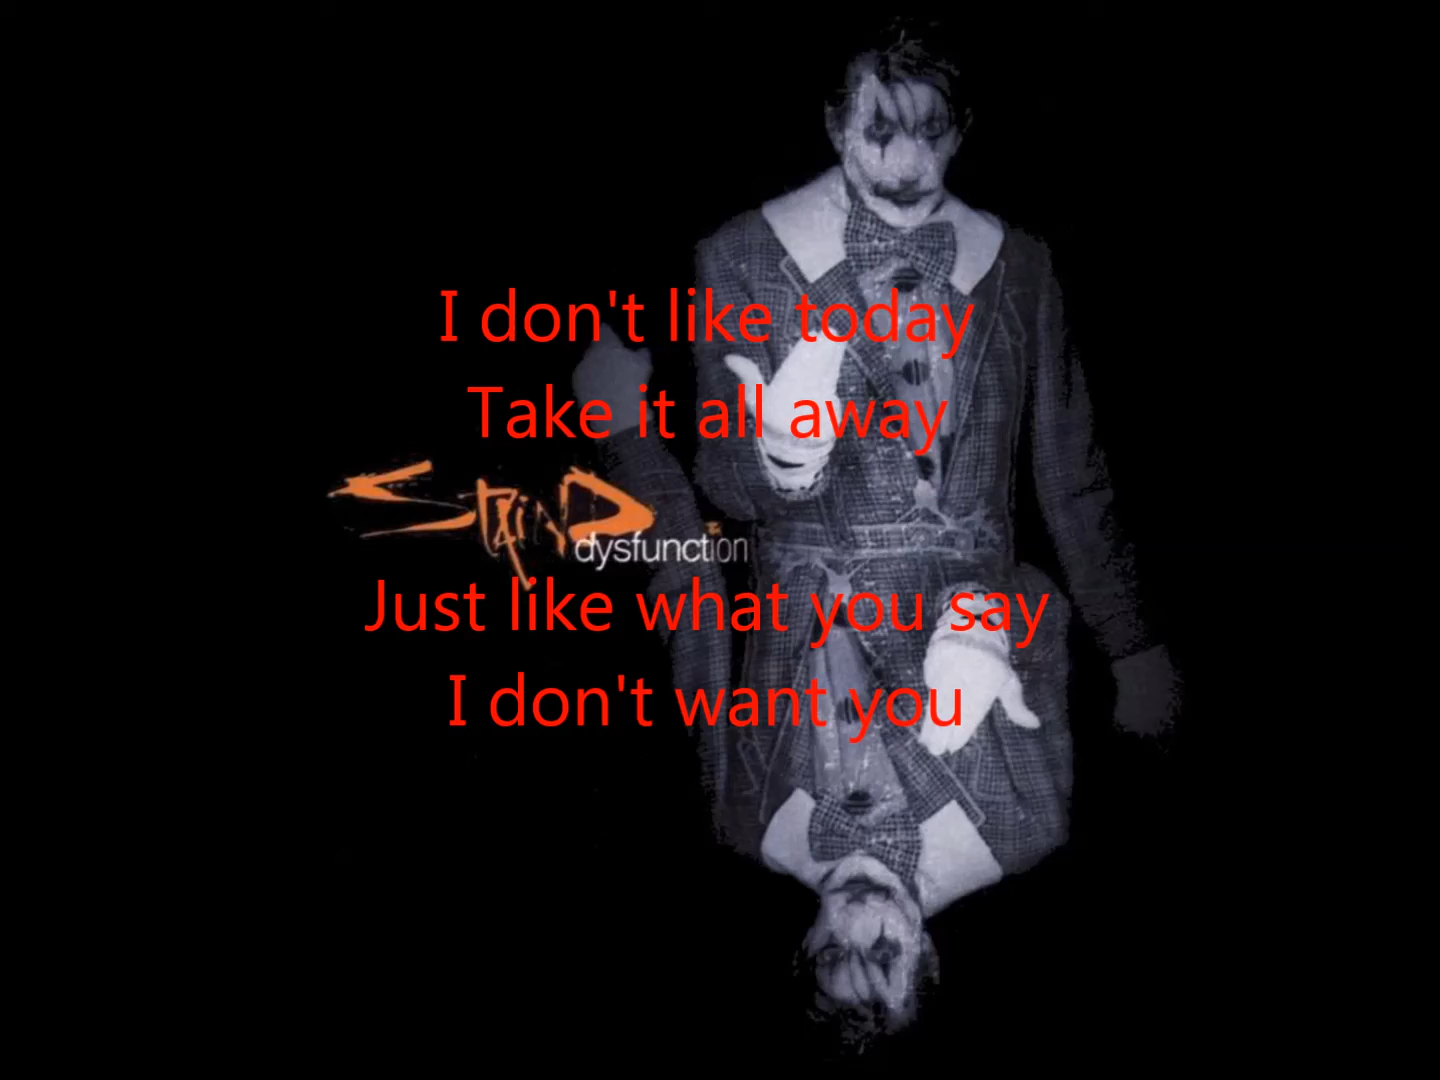 I don't like today
Take it all away
Staind
dysfunction
Just like what you say
I don't want you